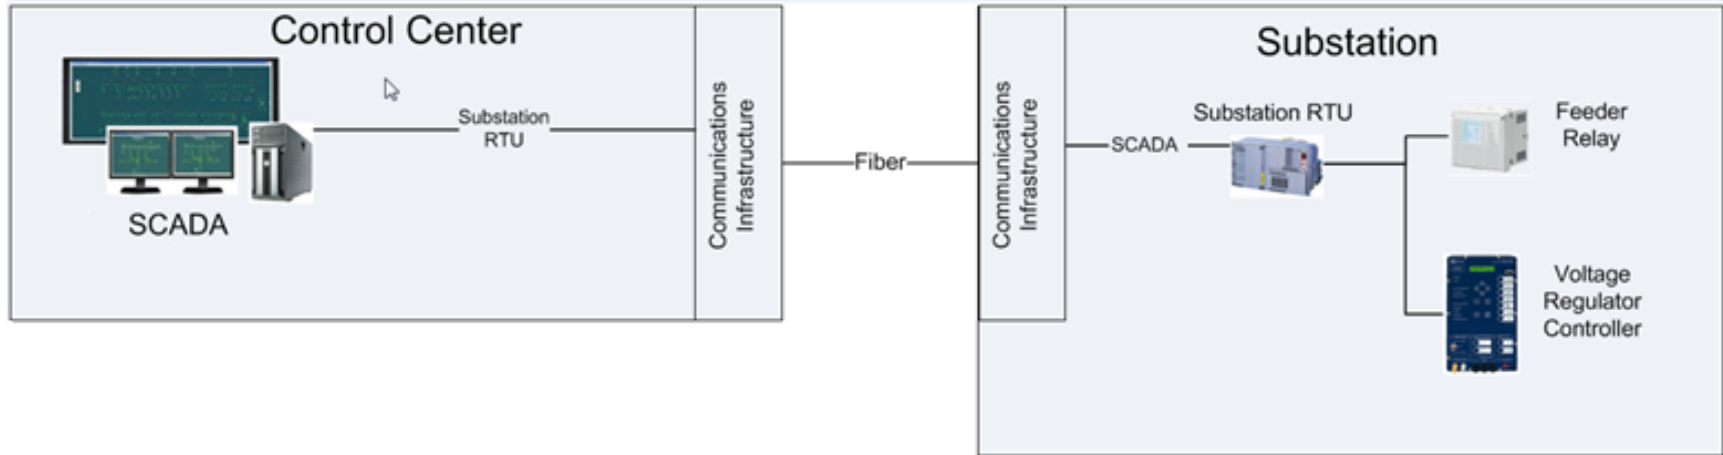 Control Center
Substation
RTU
SCADA
Communications
Infrastructure
Fiber
Communications
Infrastructure
Substation
SCADA
Substation RTU
Feeder
Relay
Voltage
Regulator
Controller